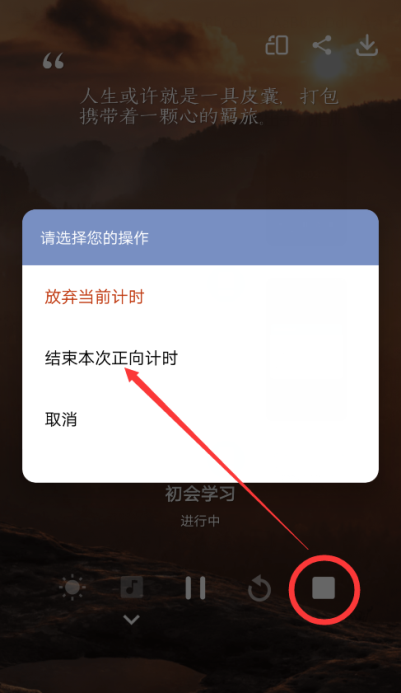 “
人生或许就是一具皮囊，打包
携带着一颗心的羁旅。
请选择您的操作
放弃当前计时
结束本次正向计时
取消
初会学习
进行中